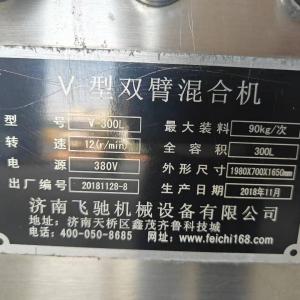 V-型双臂混合机
型 号 V-300L 最大装料 90kg/次
转 速 12(r/min) 全容积 300L
电 源 380V 外形尺寸 1980X700X1650mm
出厂编号 20181128-8 生产日期 2018年11月
济南飞驰机械设备有限公司
地址:济南天桥区鑫茂齐鲁科技城
电话:400-050-8685 网址:www.feichi168.com